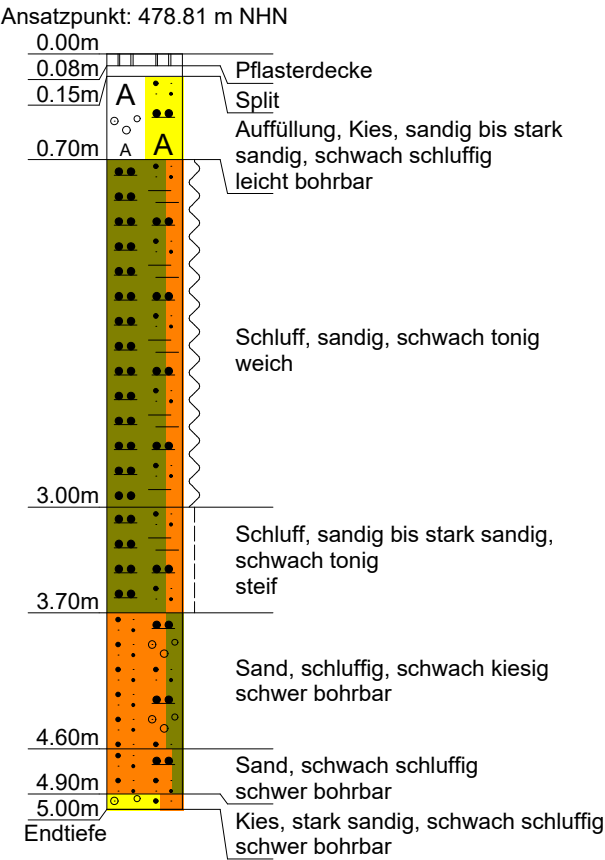 Ansatzpunkt: 478.81 m NHN
0.00m
0.08m
Pflasterdecke
0.15m
A
Split
Auffüllung, Kies, sandig bis stark
sandig, schwach schluffig
leicht bohrbar
A
A
0.70m
Schluff, sandig, schwach tonig
weich
3.00m
Schluff, sandig bis stark sandig,
schwach tonig
steif
3.70m
Sand, schluffig, schwach kiesig
schwer bohrbar
4.60m
Sand, schwach schluffig
schwer bohrbar
4.90m
5.00m
Endtiefe
Kies, stark sandig, schwach schluffig
schwer bohrbar